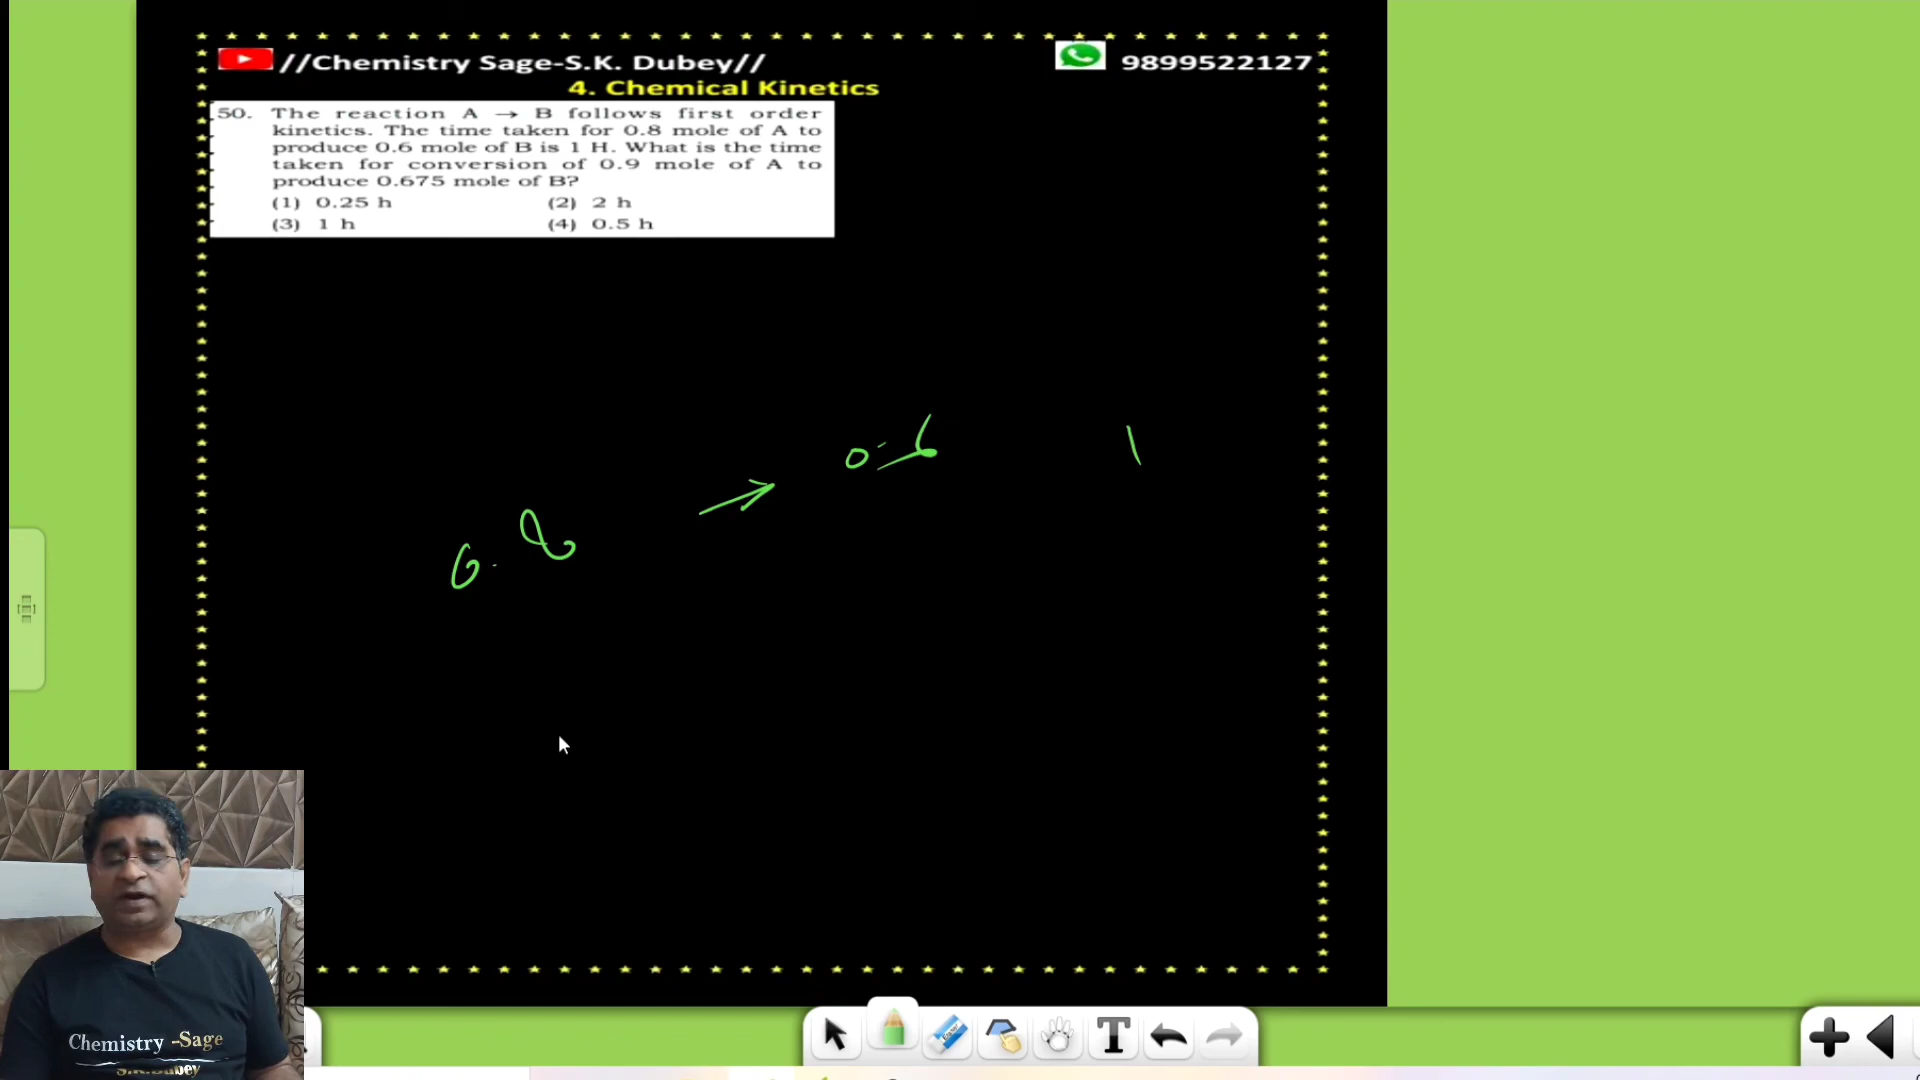 //Chemistry Sage-S.K. Dubey//
9899522127
4. Chemical Kinetics
50. The reaction A → B follows first order
kinetics. The time taken for 0.8 mole of A to
produce 0.6 mole of B is 1 H. What is the time
taken for conversion of 0.9 mole of A to
produce 0.675 mole of B?
(1) 0.25 h (2) 2 h
(3) 1 h (4) 0.5 h
0.8 → 0.6 1
Chemistry -Sage
S.K.Dubey
T